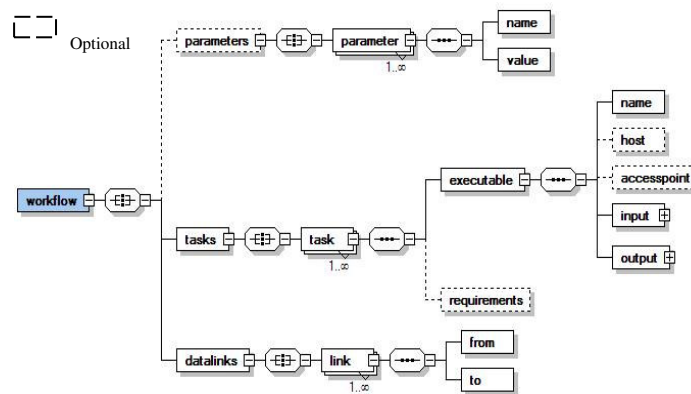 Optional
parameters
parameter
1..∞
name
value
workflow
tasks
task
1..∞
executable
name
host
accesspoint
input
output
requirements
datalinks
link
1..∞
from
to